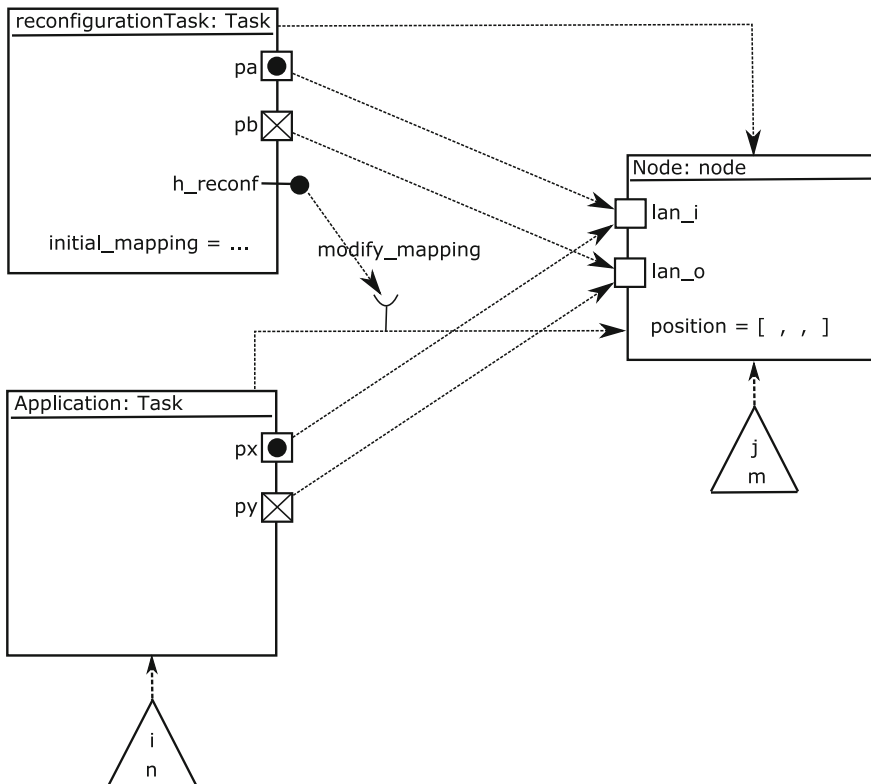 reconfigurationTask: Task
pa
pb
h_reconf
initial_mapping = ...
modify_mapping
Node: node
lan_i
lan_o
position = [ , , ]
j
m
Application: Task
px
py
i
n